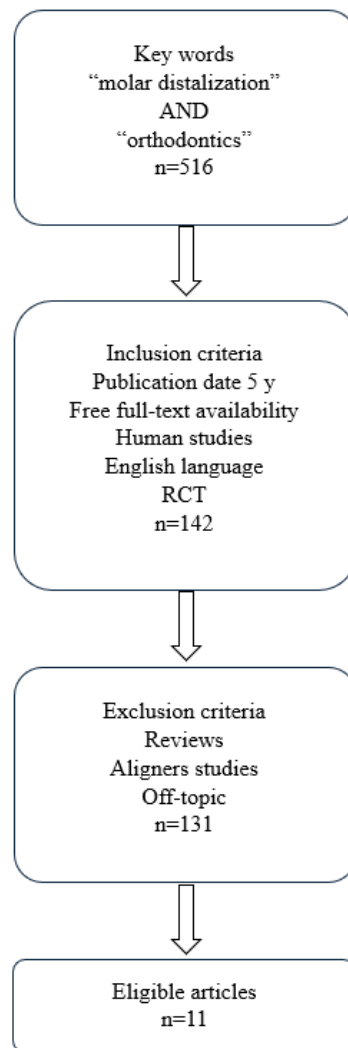 Key words
“molar distalization”
AND
“orthodontics”
n=516
Inclusion criteria
Publication date 5 y
Free full-text availability
Human studies
English language
RCT
n=142
Exclusion criteria
Reviews
Aligners studies
Off-topic
n=131
Eligible articles
n=11